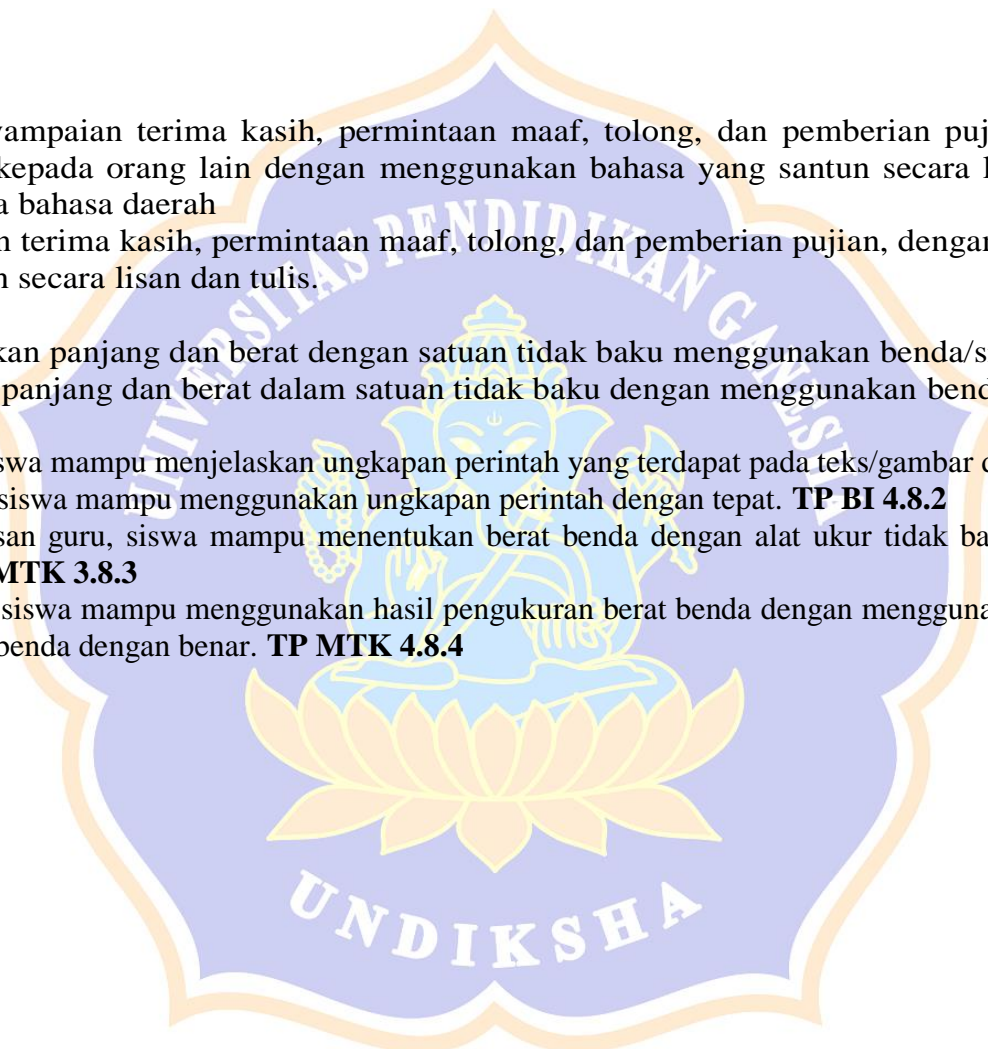 yampaian terima kasih, permintaan maaf, tolong, dan pemberian puj
kepada orang lain dengan menggunakan bahasa yang santun secara l
a bahasa daerah
n terima kasih, permintaan maaf, tolong, dan pemberian pujian, dengan
n secara lisan dan tulis.
kan panjang dan berat dengan satuan tidak baku menggunakan benda/s
panjang dan berat dalam satuan tidak baku dengan menggunakan bend
swa mampu menjelaskan ungkapan perintah yang terdapat pada teks/gambar d
siswa mampu menggunakan ungkapan perintah dengan tepat. TP BI 4.8.2
san guru, siswa mampu menentukan berat benda dengan alat ukur tidak ba
MTK 3.8.3
siswa mampu menggunakan hasil pengukuran berat benda dengan mengguna
benda dengan benar. TP MTK 4.8.4
UNIVERSITAS PENDIDIKAN GANESHA
UNDIKSHA